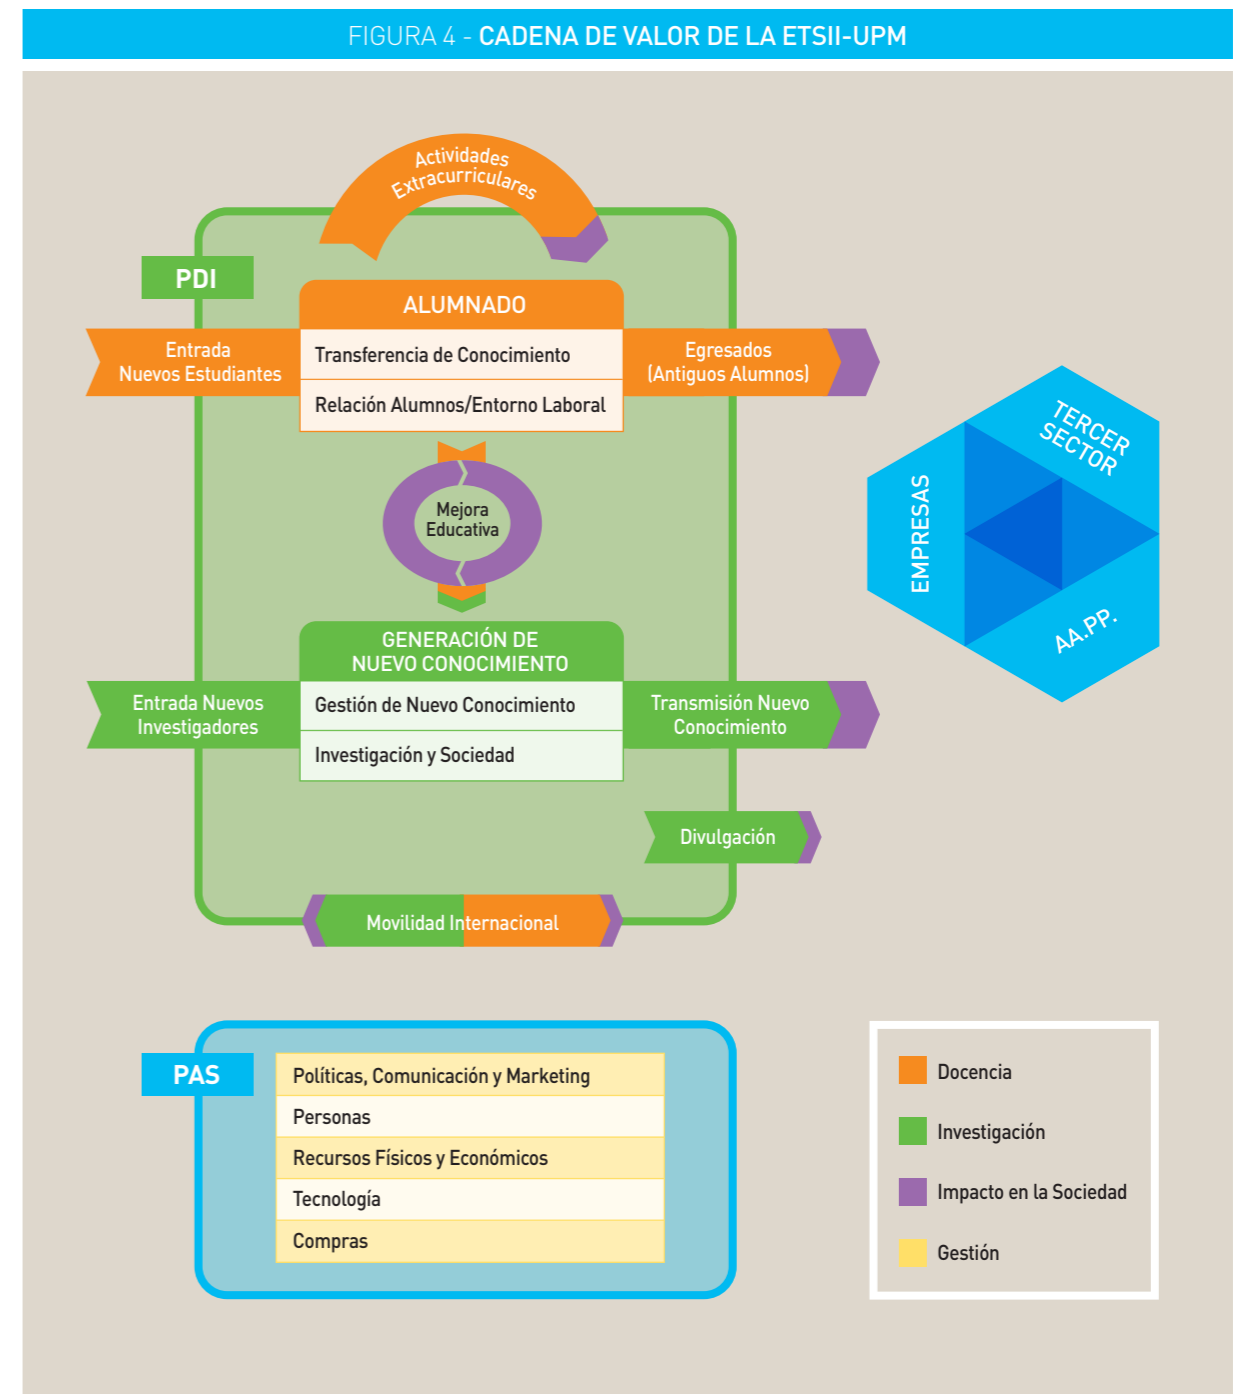 FIGURA 4 - CADENA DE VALOR DE LA ETSII-UPM
Actividades
Extracurriculares
PDI
ALUMNADO
Entrada
Nuevos Estudiantes
Transferencia de Conocimiento
Relación Alumnos/Entorno Laboral
Egresados
(Antiguos Alumnos)
Mejora
Educativa
TERCER
SECTOR
EMPRESAS
AA.PP.
GENERACIÓN DE
NUEVO CONOCIMIENTO
Entrada Nuevos
Investigadores
Gestión de Nuevo Conocimiento
Investigación y Sociedad
Transmisión Nuevo
Conocimiento
Divulgación
Movilidad Internacional
PAS
Políticas, Comunicación y Marketing
Personas
Recursos Físicos y Económicos
Tecnología
Compras
Docencia
Investigación
Impacto en la Sociedad
Gestión